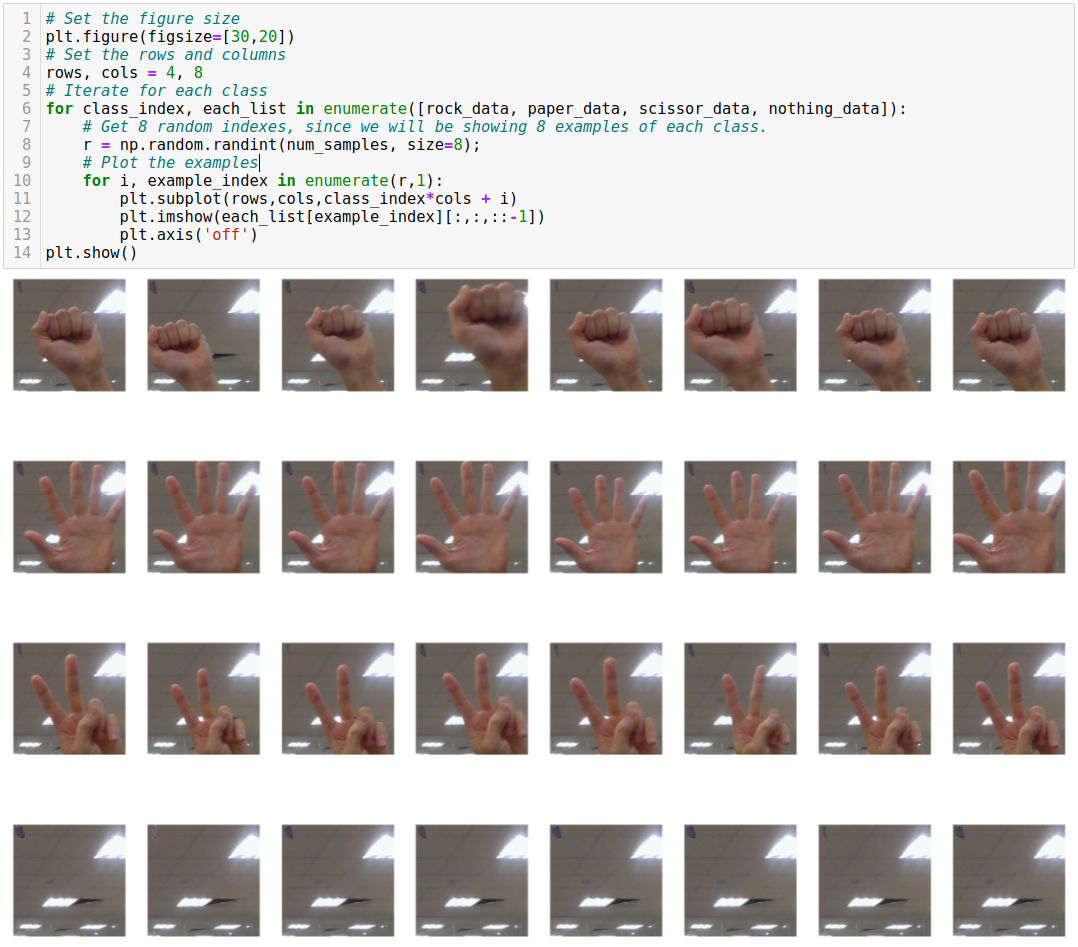 1 # Set the figure size
2 plt.figure(figsize=[30,20])
3 # Set the rows and columns
4 rows, cols = 4, 8
5 # Iterate for each class
6 for class_index, each_list in enumerate([rock_data, paper_data, scissor_data, nothing_data]):
7     # Get 8 random indexes, since we will be showing 8 examples of each class.
8     r = np.random.randint(num_samples, size=8);
9     # Plot the examples
10     for i, example_index in enumerate(r,1):
11         plt.subplot(rows,cols,class_index*cols + i)
12         plt.imshow(each_list[example_index][:,:,::-1])
13         plt.axis('off')
14 plt.show()